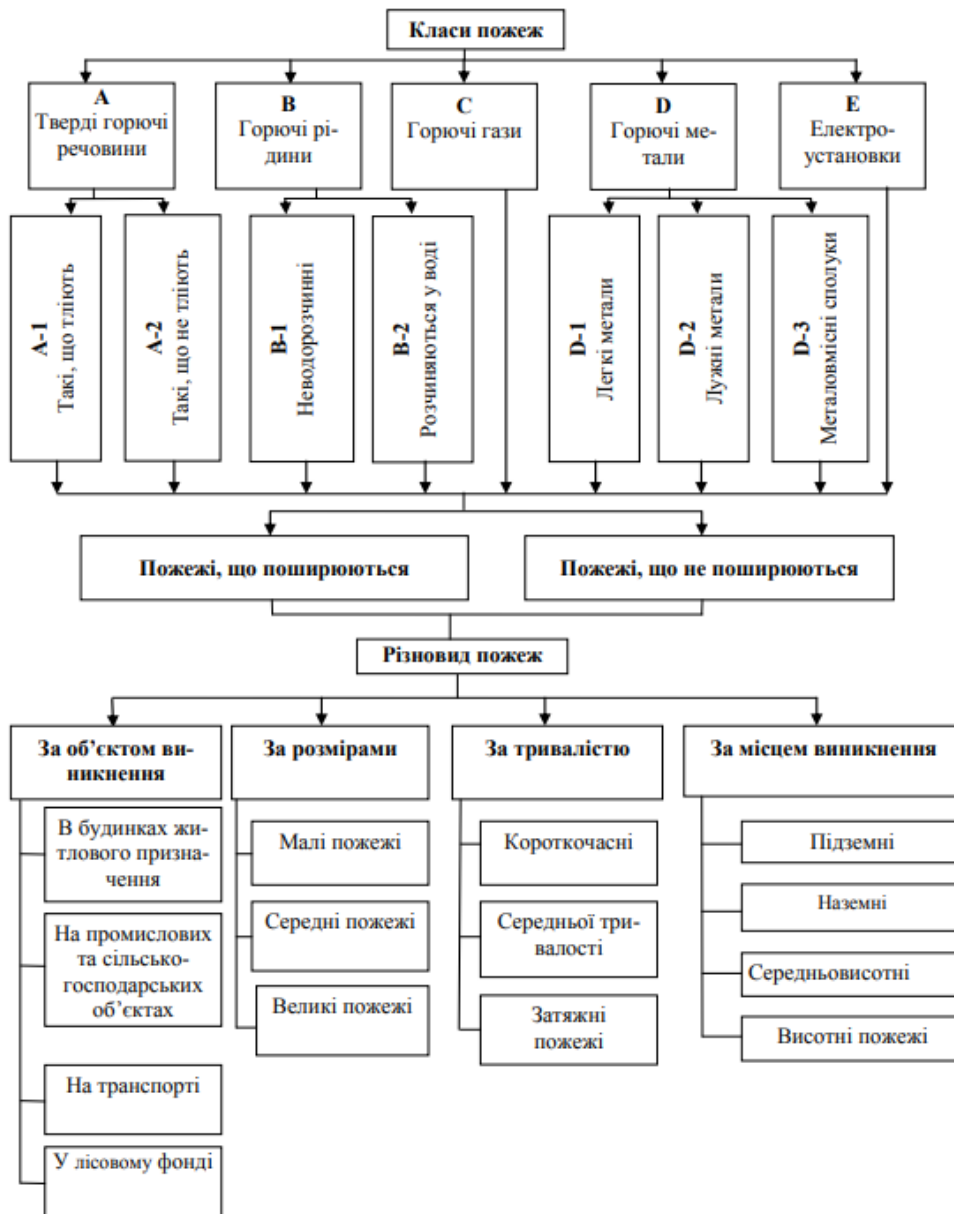 Класи пожеж
А
Тверді горючі
речовини
В
Горючі рі-
дини
С
Горючі гази
D
Горючі ме-
тали
Е
Електро-
установки
А-1
Такі, що тліють
А-2
Такі, що не тліють
В-1
Неводорозчинні
В-2
Розчиняються у воді
D-1
Легкі метали
D-2
Лужні метали
D-3
Металовмісні сполуки
Пожежі, що поширюються
Пожежі, що не поширюються
Різновид пожеж
За об’єктом ви-
никнення
В будинках жи-
тлового призна-
чення
На промислових
та сільсько-
господарських
об’єктах
На транспорті
У лісовому фонді
За розмірами
Малі пожежі
Середні пожежі
Великі пожежі
За тривалістю
Короткочасні
Середньої три-
валості
Затяжні
пожежі
За місцем виникнення
Підземні
Наземні
Середньовисотні
Висотні пожежі